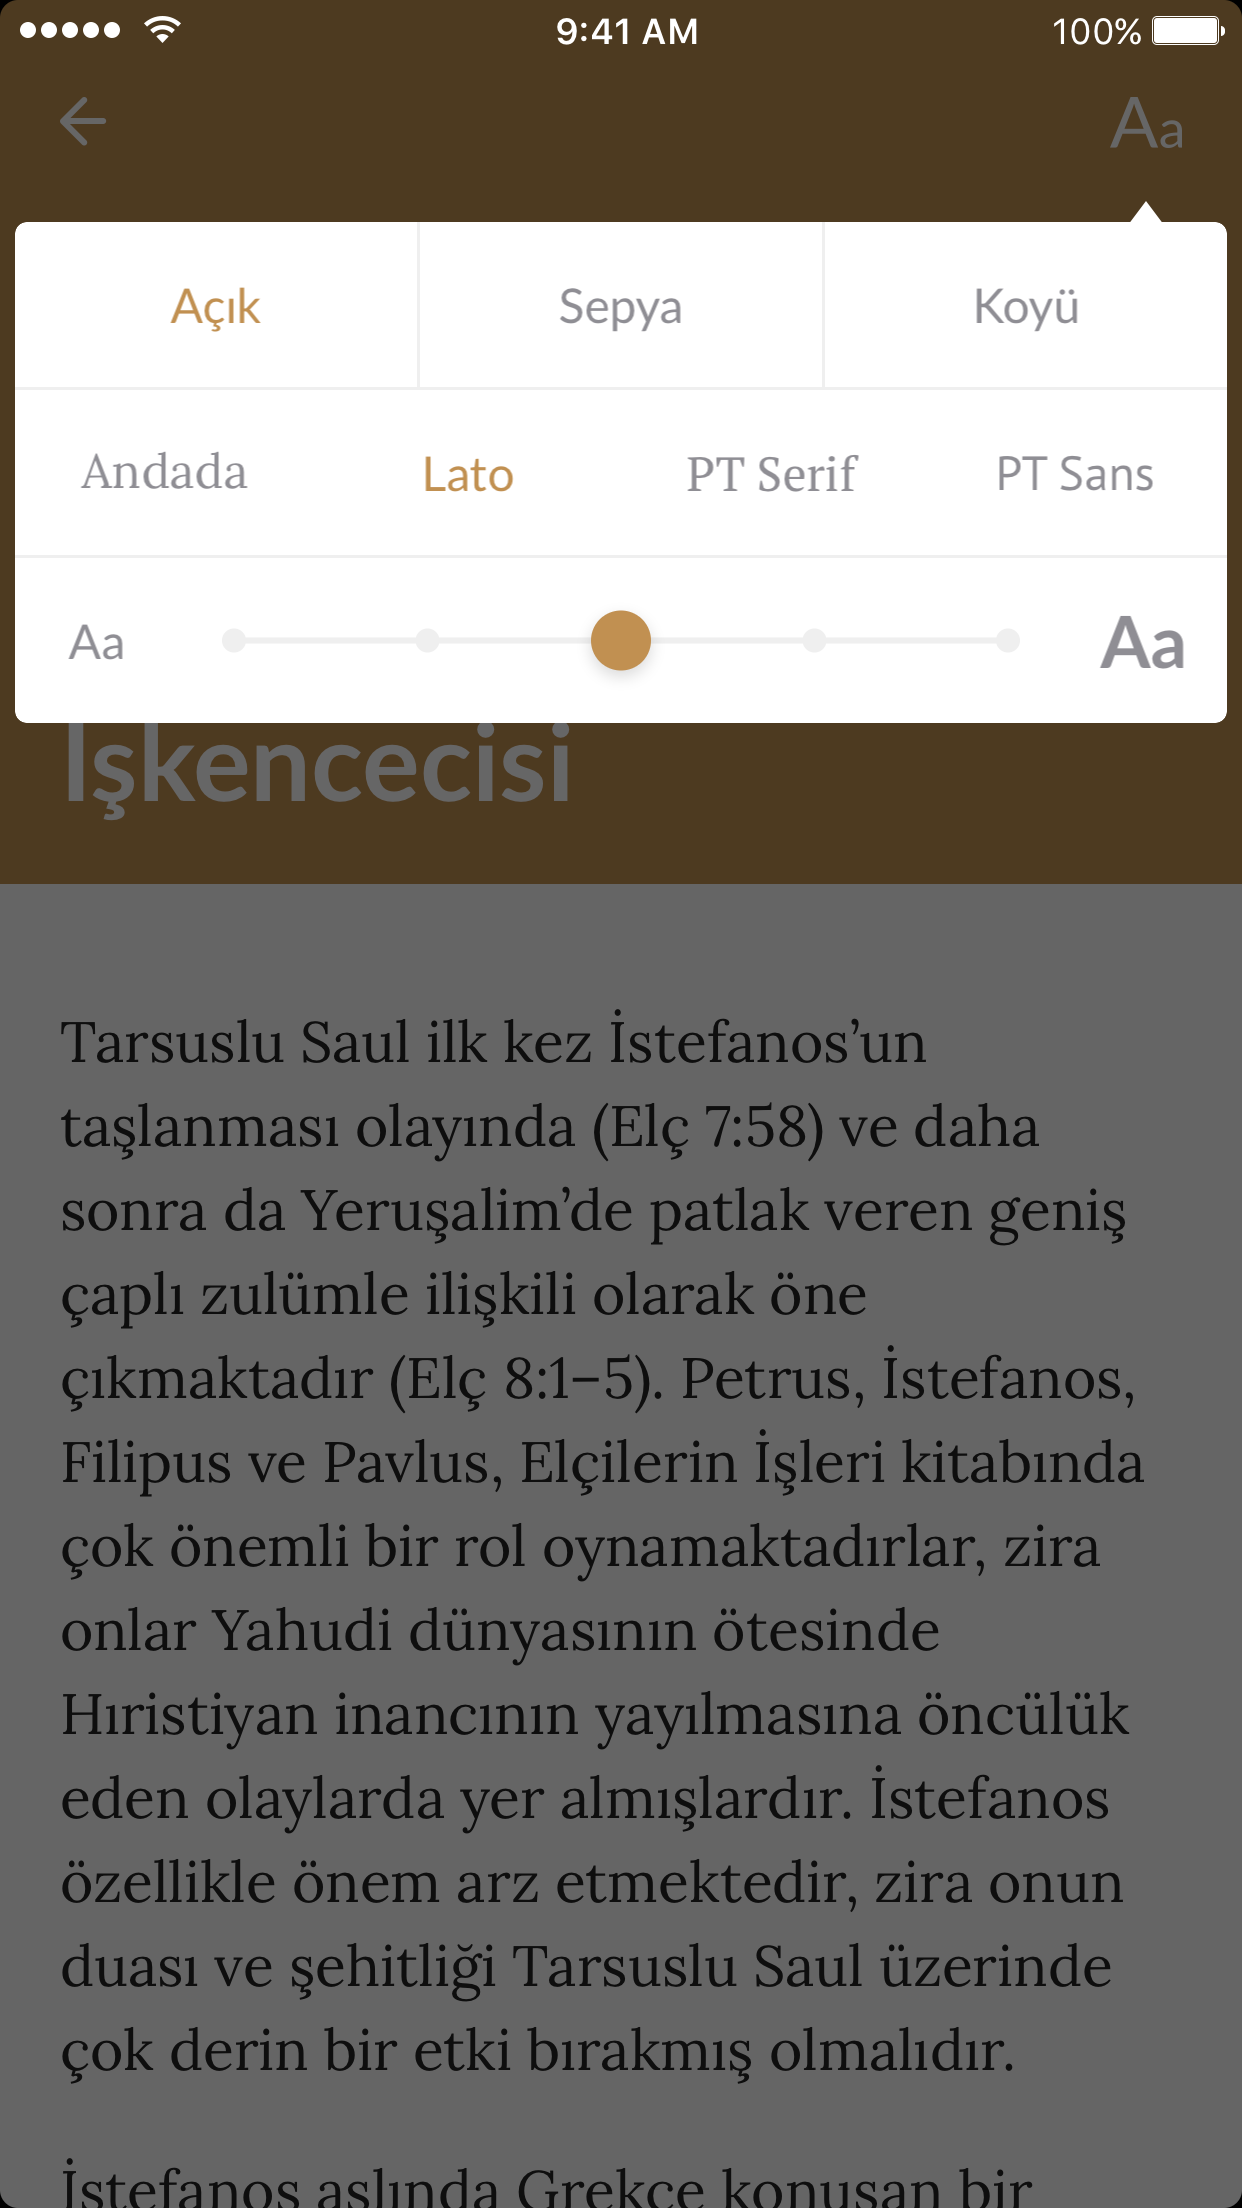 9:41 AM
100%
Aa
Açık
Sepya
Koyü
Andada
Lato
PT Serif
PT Sans
Aa
Aa
İşkencecisi
Tarsuslu Saul ilk kez İstefanos’un
taşlanması olayında (Elç 7:58) ve daha
sonra da Yeruşalim’de patlak veren geniş
çaplı zulümle ilişkili olarak öne
çıkmaktadır (Elç 8:1–5). Petrus, İstefanos,
Filipus ve Pavlus, Elçilerin İşleri kitabında
çok önemli bir rol oynamaktadırlar, zira
onlar Yahudi dünyasının ötesinde
Hıristiyan inancının yayılmasına öncülük
eden olaylarda yer almışlardır. İstefanos
özellikle önem arz etmektedir, zira onun
duası ve şehitliği Tarsuslu Saul üzerinde
çok derin bir etki bırakmış olmalıdır.
İstefanos aslında Grekçe konuşan bir